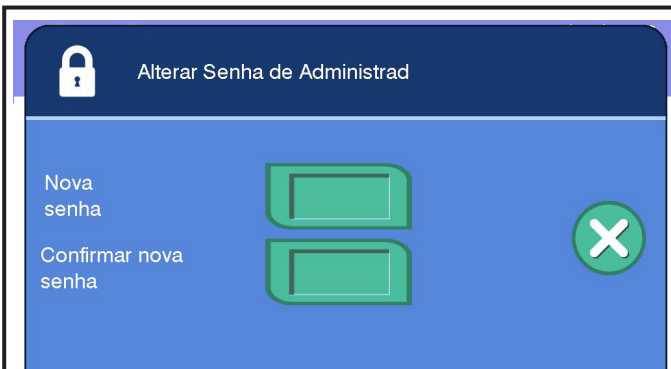 Alterar Senha de Administrad
Nova
senha
Confirmar nova
senha